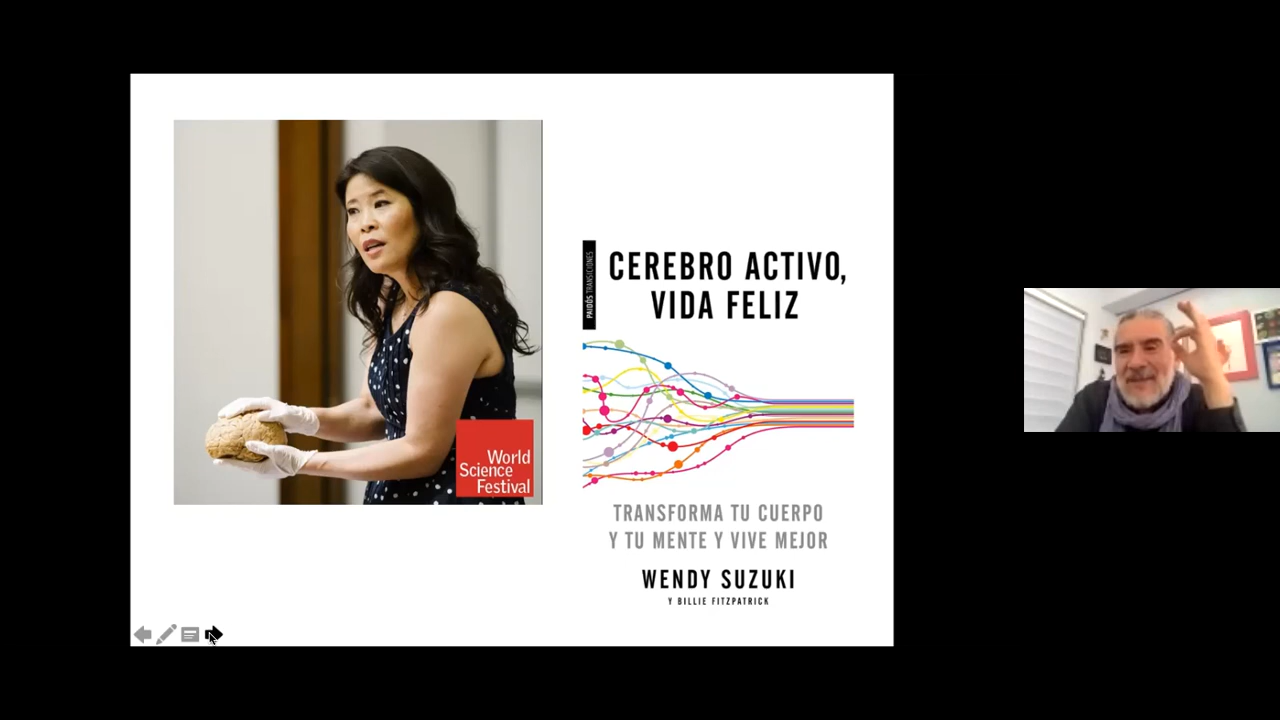 World
Science
Festival
PAIDÓS TRANSICIONES
CEREBRO ACTIVO,
VIDA FELIZ
TRANSFORMA TU CUERPO
Y TU MENTE Y VIVE MEJOR
WENDY SUZUKI
Y BILLIE FITZPATRICK